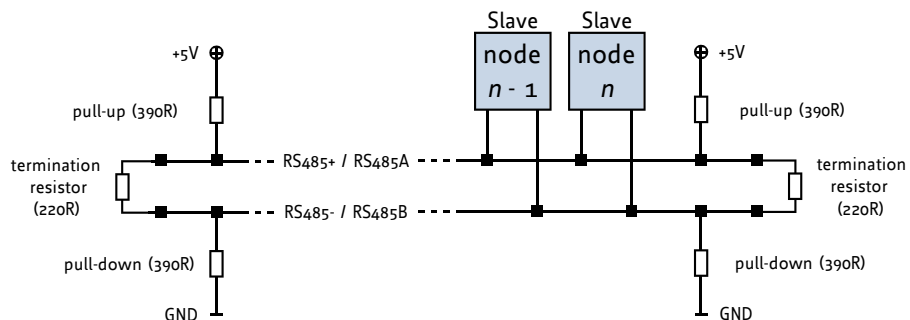 Slave Slave
+5V node node +5V
n - 1 n
pull-up (390R) pull-up (390R)
termination RS485+ / RS485A termination
resistor resistor
(220R) (220R)
RS485- / RS485B
pull-down (390R) pull-down (390R)
GND GND